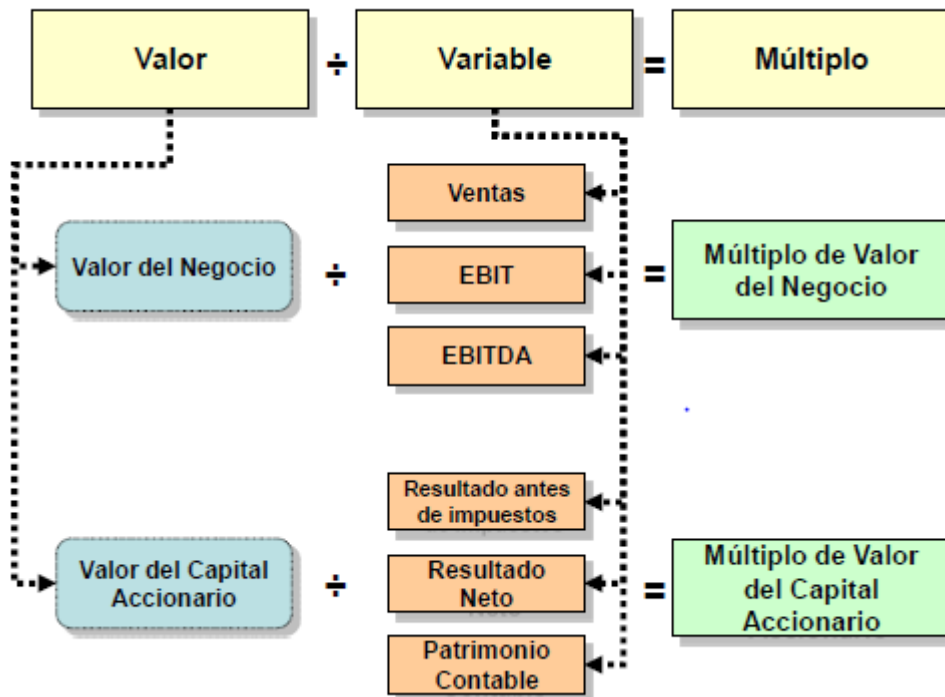 Valor ÷ Variable = Múltiplo
Ventas
Valor del Negocio ÷ EBIT = Múltiplo de Valor
del Negocio
EBITDA
Resultado antes
de impuestos
Valor del Capital
Accionario
÷
Resultado
Neto
=
Múltiplo de Valor
del Capital
Accionario
Patrimonio
Contable